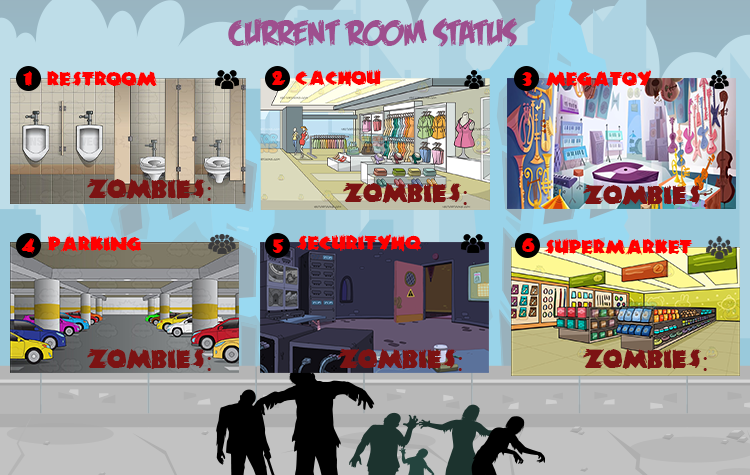 CURRENT ROOM STATUS
1 RESTROOM
2 CACHOU
3 MEGATOY
ZOMBIES:
ZOMBIES:
ZOMBIES:
4 PARKING
5 SECURITYHQ
6 SUPERMARKET
ZOMBIES:
ZOMBIES:
ZOMBIES: